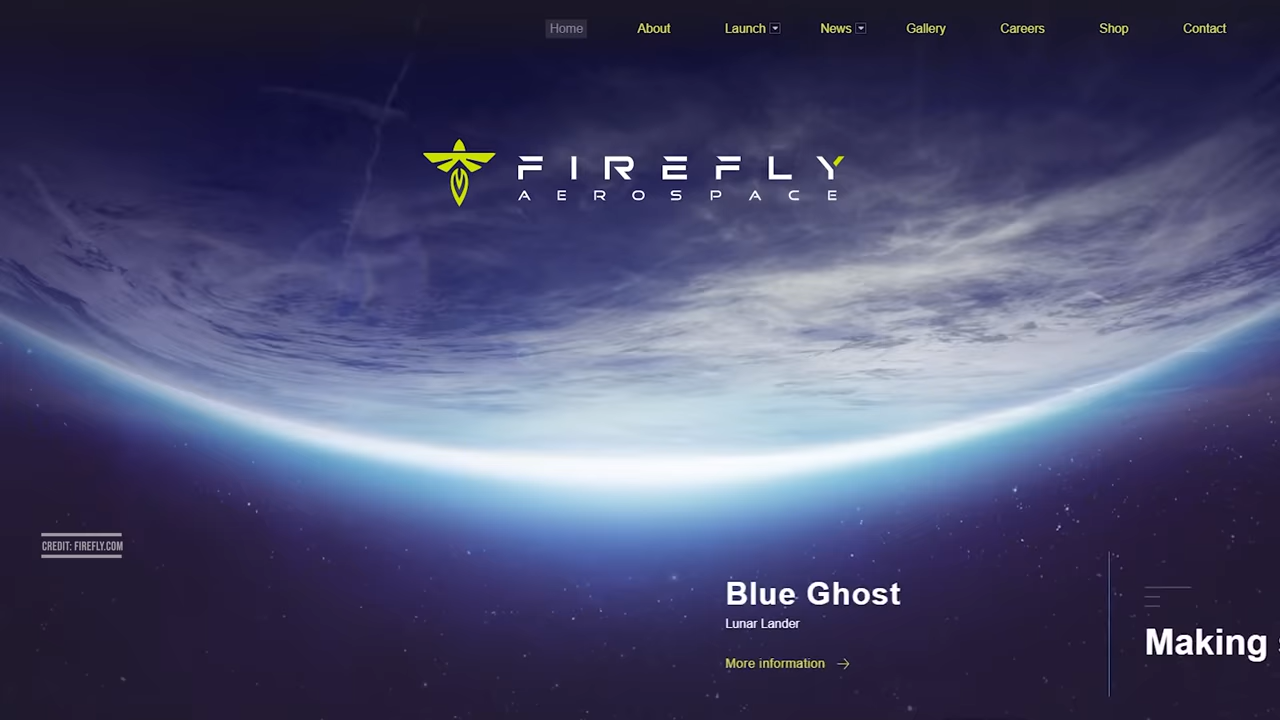 Home About Launch News Gallery Careers Shop Contact
FIREFLY
AEROSPACE
CREDIT: FIREFLY.COM
Blue Ghost
Lunar Lander
More information
Making